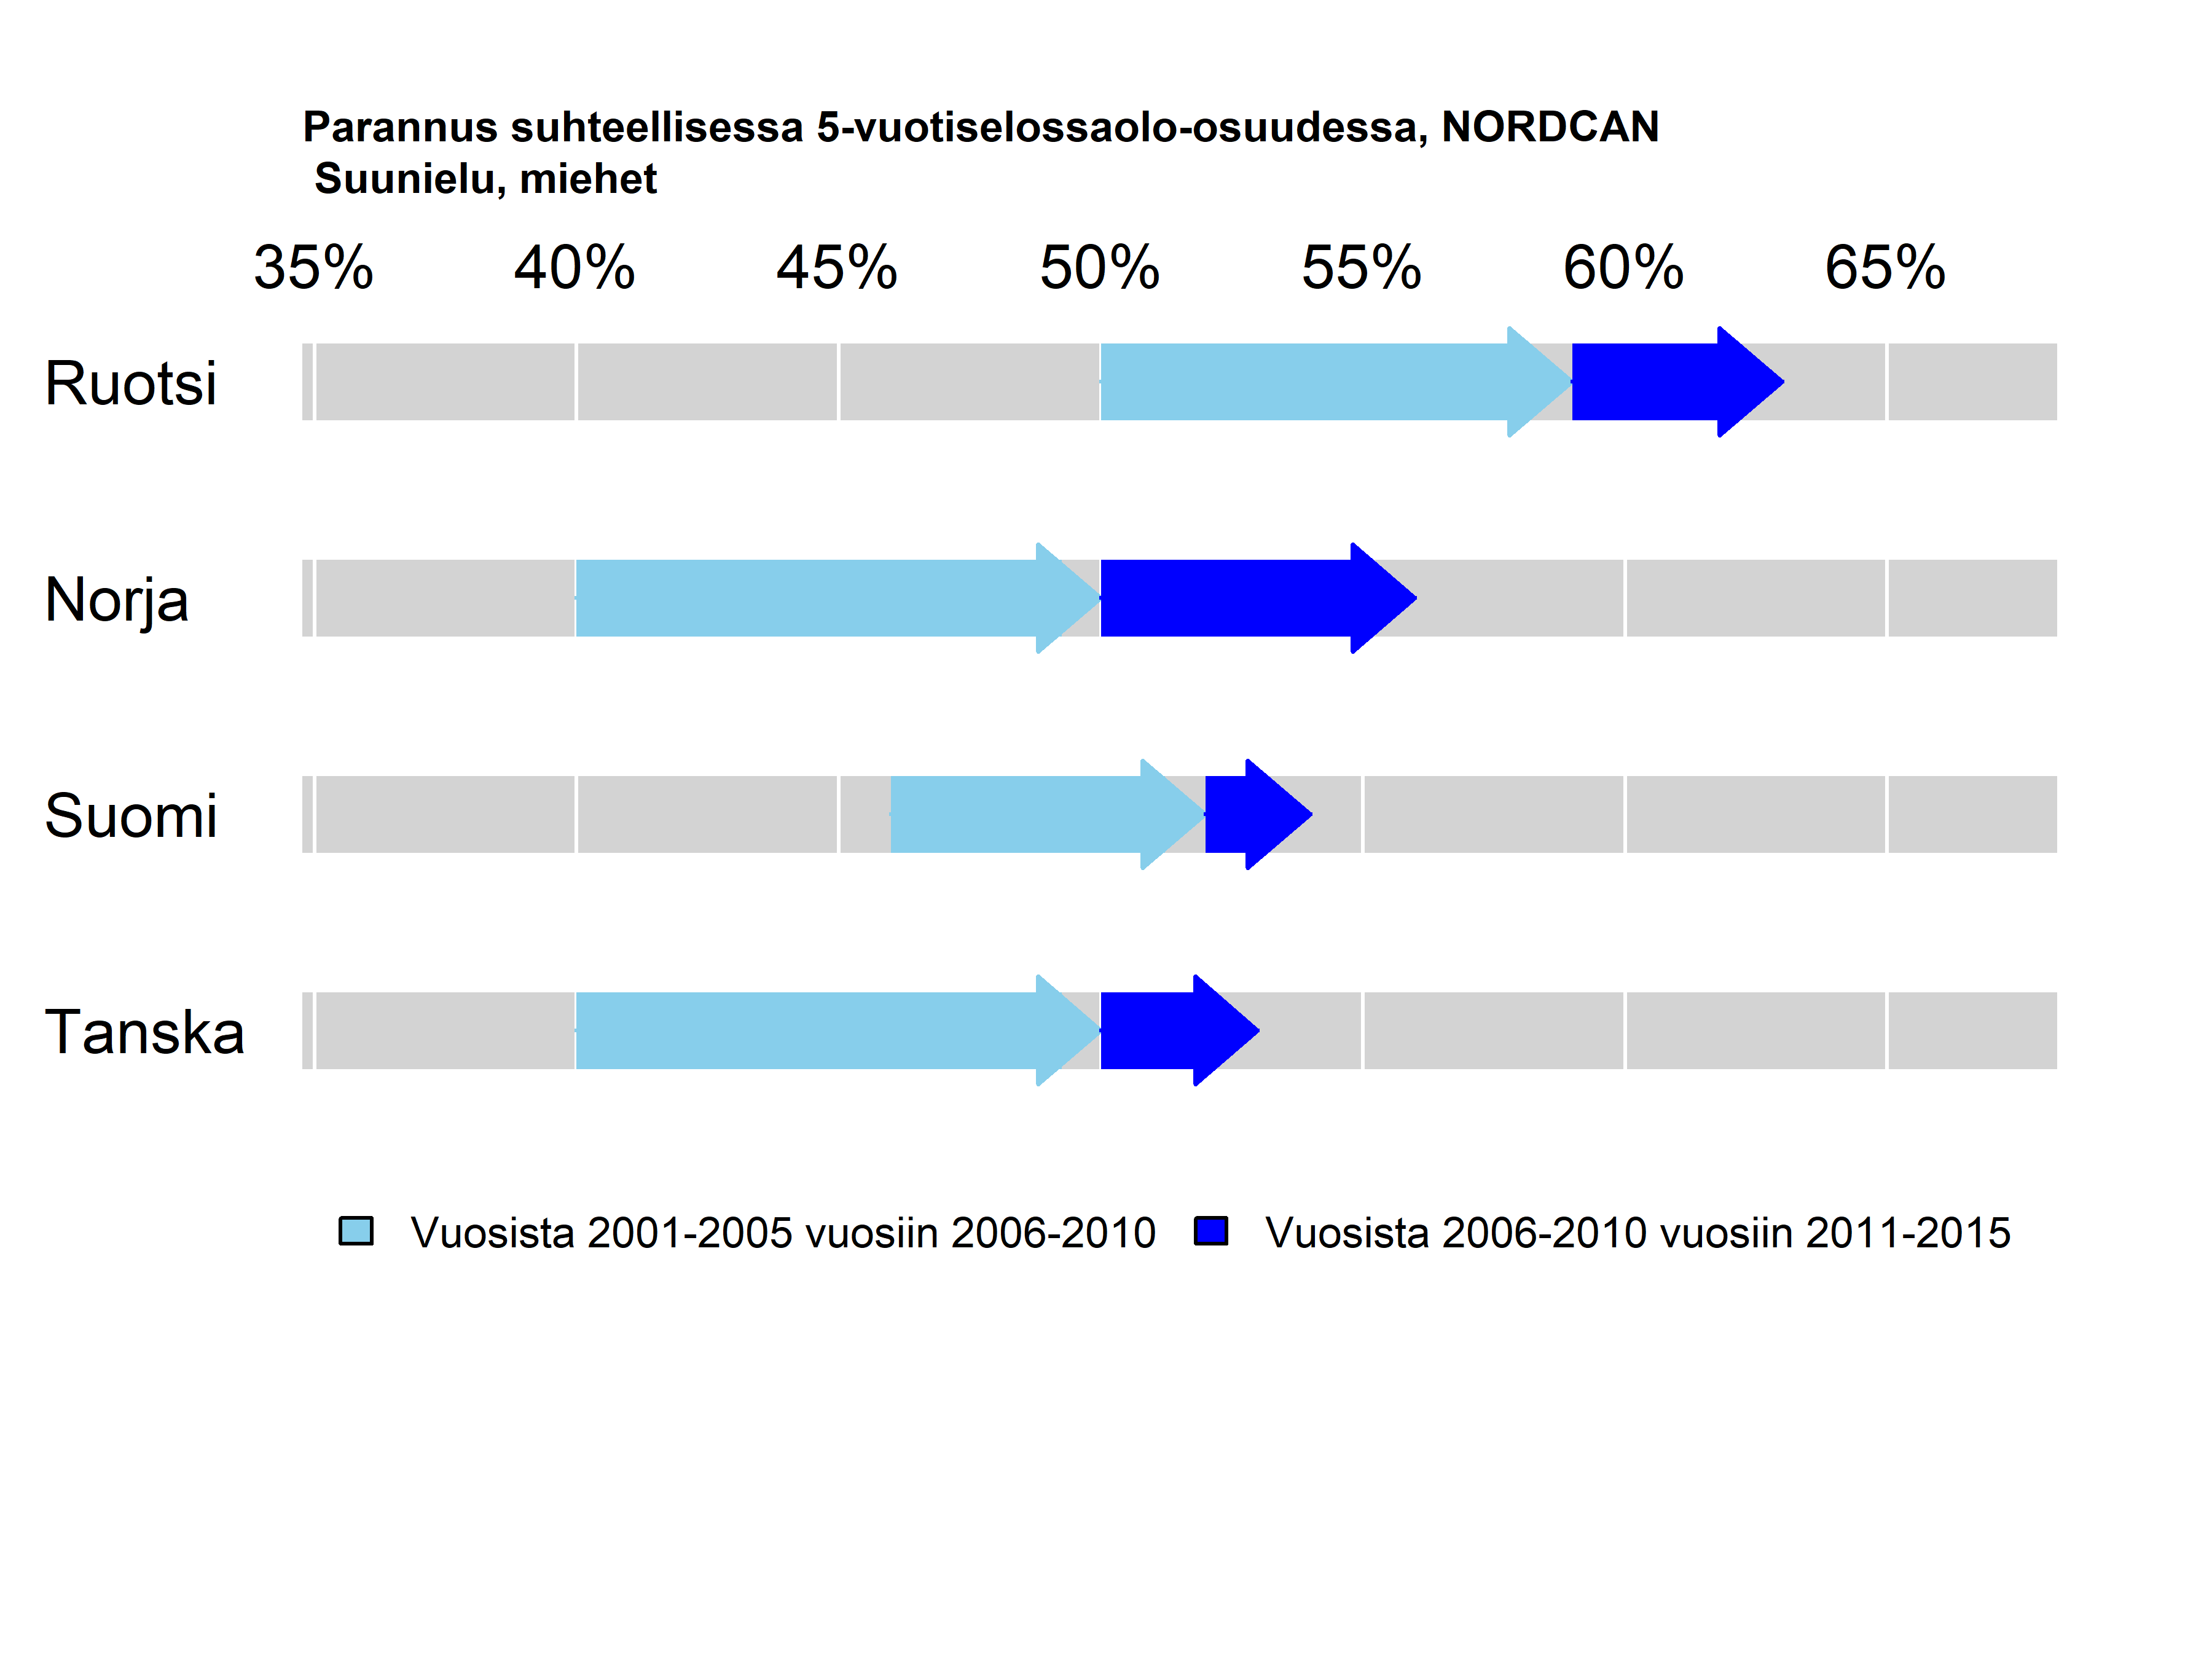 Parannus suhteellisessa 5-vuotiselossaolo-osuudessa, NORDCAN
Suunielu, miehet
35% 40% 45% 50% 55% 60% 65%
Ruotsi
Norja
Suomi
Tanska
Vuosista 2001-2005 vuosiin 2006-2010 Vuosista 2006-2010 vuosiin 2011-2015